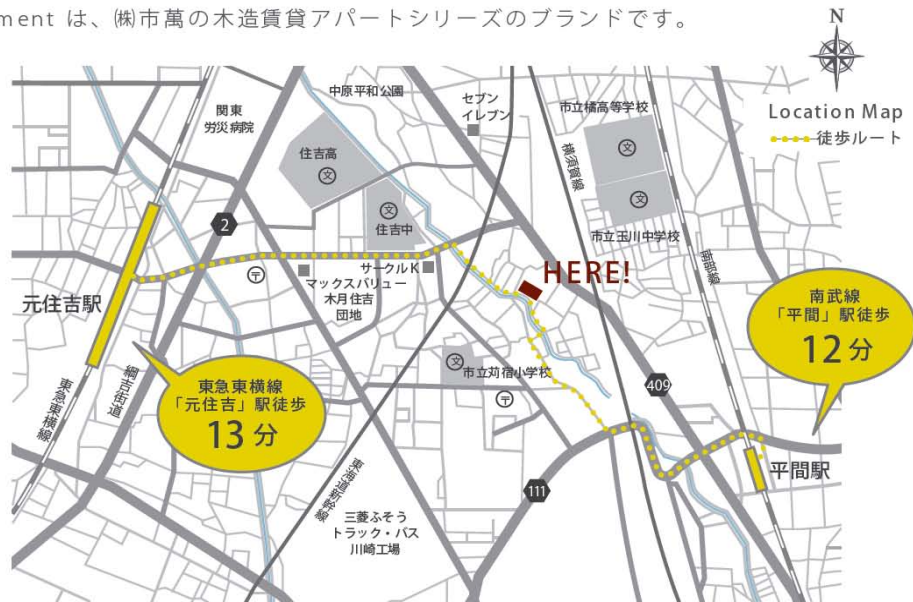 ment は、㈱市萬の木造賃貸アパートシリーズのブランドです。
N
Location Map
徒歩ルート
中原平和公園
セブン
イレブン
関東
労災病院
住吉高
文
文
住吉中
市立橘高等学校
文
文
市立玉川中学校
横須賀線
南部線
2
〒
サークルK
マックスバリュー
木月住吉
団地
HERE!
元住吉駅
南武線
「平間」駅徒歩
12分
東急東横線
「元住吉」駅徒歩
13分
東急東横線
綱吉街道
文
市立苅宿小学校
〒
409
平間駅
111
東海道新幹線
三菱ふそう
トラック・バス
川崎工場